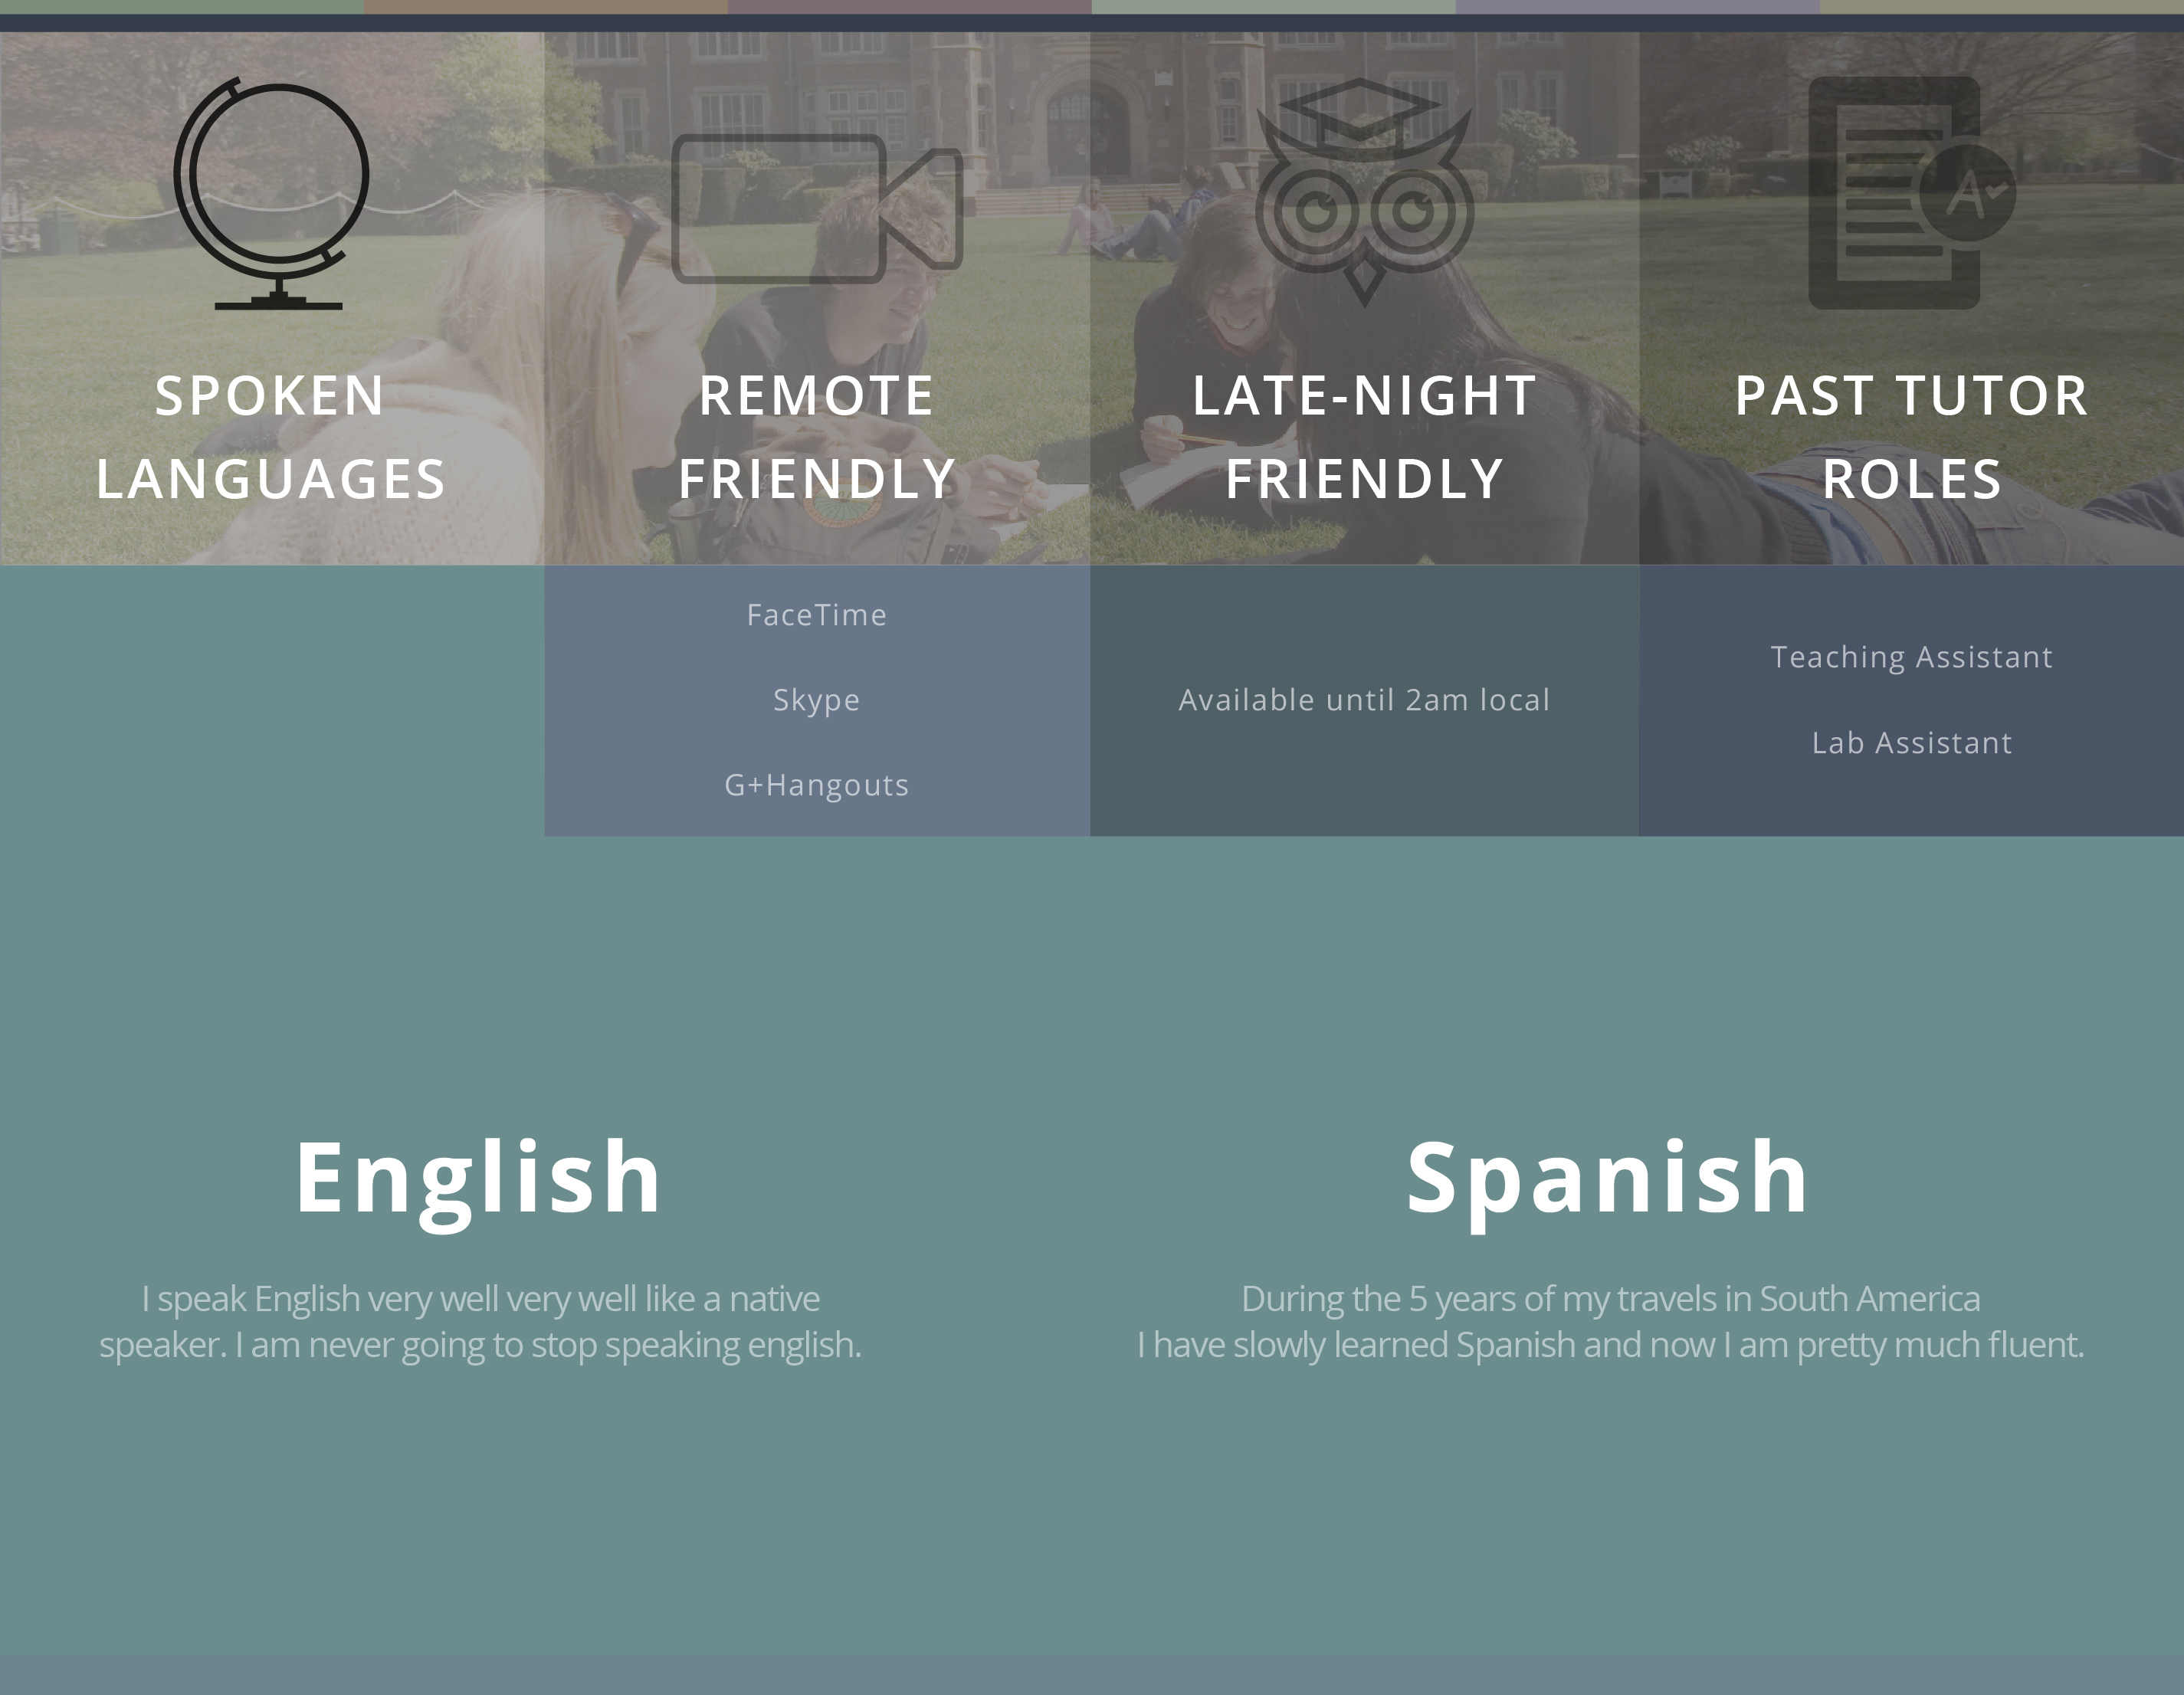 SPOKEN
LANGUAGES
REMOTE
FRIENDLY
LATE-NIGHT
FRIENDLY
PAST TUTOR
ROLES
A
FaceTime
Skype
G+Hangouts
Available until 2am local
Teaching Assistant
Lab Assistant
English
I speak English very well very well like a native
speaker. I am never going to stop speaking english.
Spanish
During the 5 years of my travels in South America
I have slowly learned Spanish and now I am pretty much fluent.